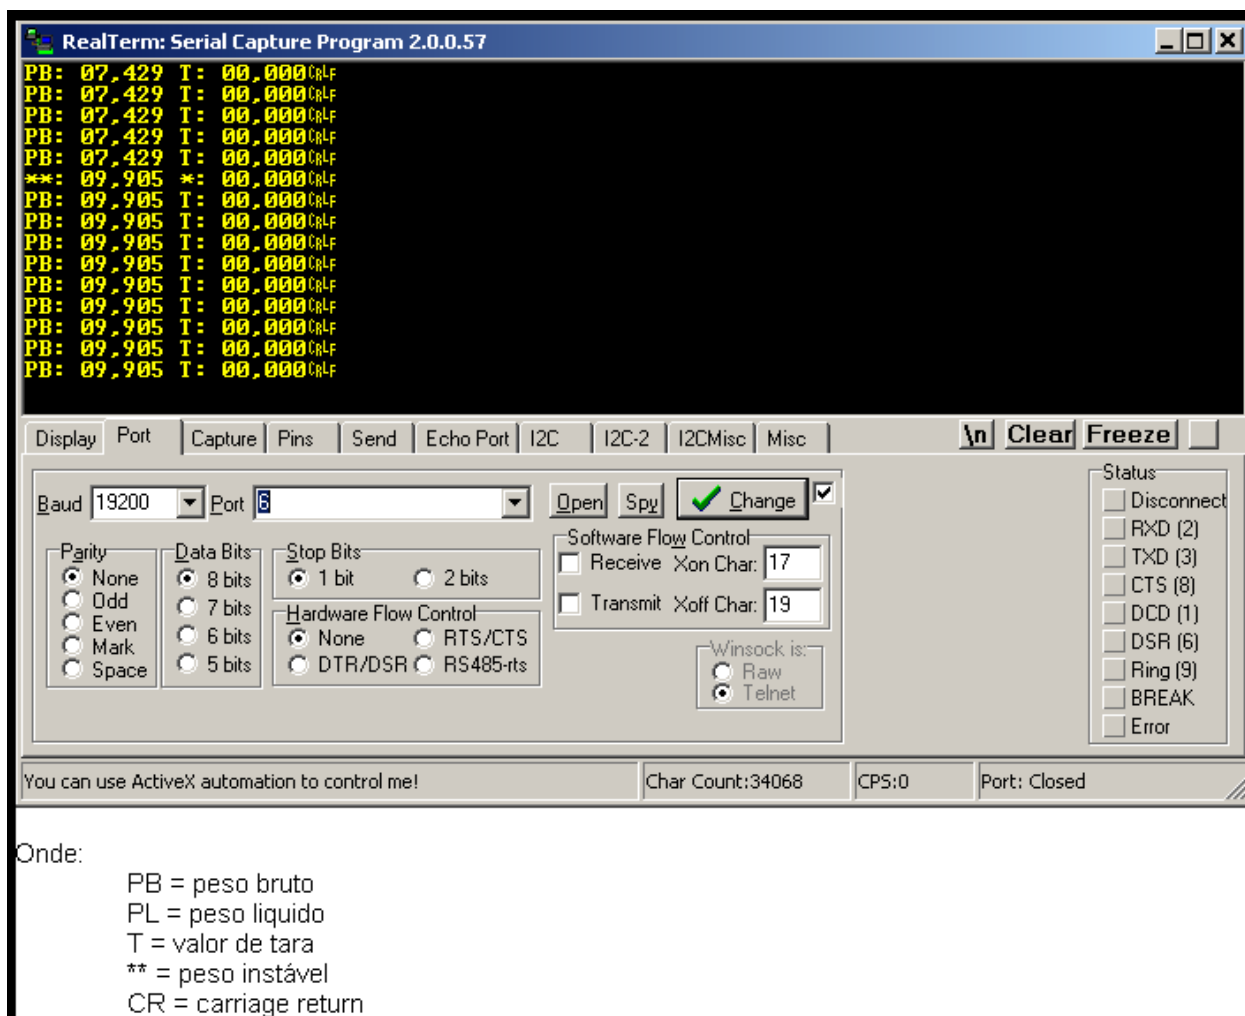 RealTerm: Serial Capture Program 2.0.0.57
PB: 07,429 T: 00,000CRLF
PB: 07,429 T: 00,000CRLF
PB: 07,429 T: 00,000CRLF
PB: 07,429 T: 00,000CRLF
PB: 07,429 T: 00,000CRLF
**: 09,905 *: 00,000CRLF
PB: 09,905 T: 00,000CRLF
PB: 09,905 T: 00,000CRLF
PB: 09,905 T: 00,000CRLF
PB: 09,905 T: 00,000CRLF
PB: 09,905 T: 00,000CRLF
PB: 09,905 T: 00,000CRLF
PB: 09,905 T: 00,000CRLF
PB: 09,905 T: 00,000CRLF
PB: 09,905 T: 00,000CRLF
Display Port Capture Pins Send Echo Port I2C I2C-2 I2CMisc Misc \n Clear Freeze
Baud 19200 Port 6 Open Spy Change
Parity
None
Odd
Even
Mark
Space
Data Bits
8 bits
7 bits
6 bits
5 bits
Stop Bits
1 bit 2 bits
Hardware Flow Control
None RTS/CTS
DTR/DSR RS485-rts
Software Flow Control
Receive Xon Char: 17
Transmit Xoff Char: 19
Winsock is:
Raw
Telnet
Status
Disconnect
RXD (2)
TXD (3)
CTS (8)
DCD (1)
DSR (6)
Ring (9)
BREAK
Error
You can use ActiveX automation to control me! Char Count:34068 CPS:0 Port: Closed
Onde:
PB = peso bruto
PL = peso liquido
T = valor de tara
** = peso instável
CR = carriage return